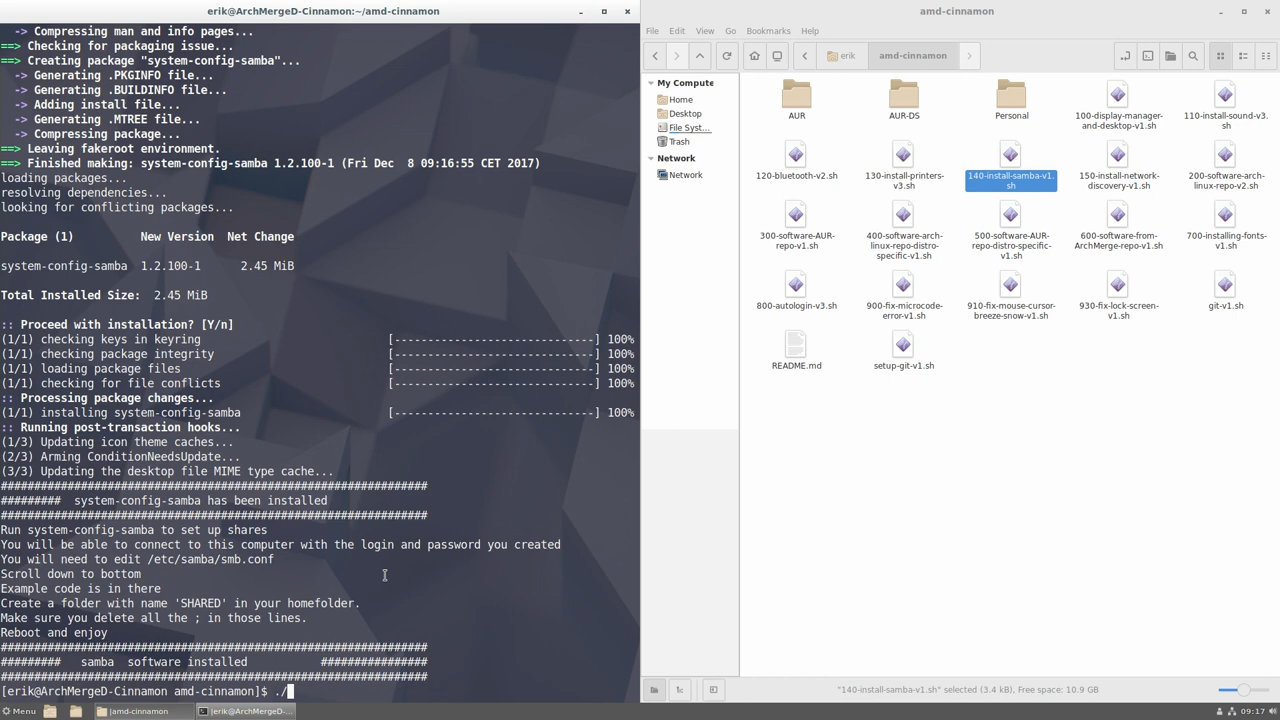 erik@ArchMergeD-Cinnamon:~/amd-cinnamon
-> Compressing man and info pages...
==> Checking for packaging issue...
==> Creating package "system-config-samba"...
-> Generating .PKGINFO file...
-> Generating .BUILDINFO file...
-> Adding install file...
-> Generating .MTREE file...
-> Compressing package...
==> Leaving fakeroot environment.
==> Finished making: system-config-samba 1.2.100-1 (Fri Dec  8 09:16:55 CET 2017)
loading packages...
resolving dependencies...
looking for conflicting packages...
Package (1)          New Version  Net Change
system-config-samba  1.2.100-1      2.45 MiB
Total Installed Size:  2.45 MiB
:: Proceed with installation? [Y/n]
(1/1) checking keys in keyring [------------------------------] 100%
(1/1) checking package integrity [------------------------------] 100%
(1/1) loading package files [------------------------------] 100%
(1/1) checking for file conflicts [------------------------------] 100%
:: Processing package changes...
(1/1) installing system-config-samba [------------------------------] 100%
:: Running post-transaction hooks...
(1/3) Updating icon theme caches...
(2/3) Arming ConditionNeedsUpdate...
(3/3) Updating the desktop file MIME type cache...
################################################################
#########  system-config-samba has been installed
################################################################
Run system-config-samba to set up shares
You will be able to connect to this computer with the login and password you created
You will need to edit /etc/samba/smb.conf
Scroll down to bottom
Example code is in there
Create a folder with name 'SHARED' in your homefolder.
Make sure you delete all the ; in those lines.
Reboot and enjoy
################################################################
#########   samba  software installed           ################
################################################################
[erik@ArchMergeD-Cinnamon amd-cinnamon]$ ./
amd-cinnamon
File Edit View Go Bookmarks Help
erik amd-cinnamon
My Compute
Home
Desktop
File Syst...
Trash
Network
Network
AUR
AUR-DS
Personal
100-display-manager-and-desktop-v1.sh
110-install-sound-v3.sh
120-bluetooth-v2.sh
130-install-printers-v3.sh
140-install-samba-v1.sh
150-install-network-discovery-v1.sh
200-software-arch-linux-repo-v2.sh
300-software-AUR-repo-v1.sh
400-software-arch-linux-repo-distro-specific-v1.sh
500-software-AUR-repo-distro-specific-v1.sh
600-software-from-ArchMerge-repo-v1.sh
700-installing-fonts-v1.sh
800-autologin-v3.sh
900-fix-microcode-error-v1.sh
910-fix-mouse-cursor-breeze-snow-v1.sh
930-fix-lock-screen-v1.sh
git-v1.sh
README.md
setup-git-v1.sh
"140-install-samba-v1.sh" selected (3.4 kB), Free space: 10.9 GB
Menu
|amd-cinnamon
|erik@ArchMergeD-...
09:17